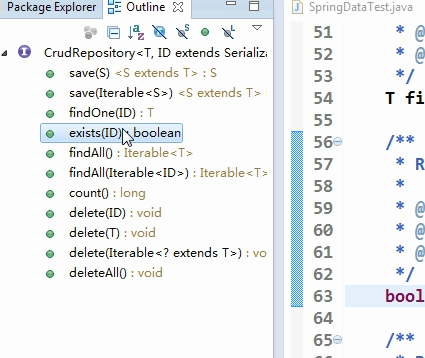 Package Explorer
Outline
SpringDataTest.java
CrudRepository<T, ID extends Serializa
save(S) <S extends T> : S
save(Iterable<S>) <S extends T> :
findOne(ID) : T
exists(ID) : boolean
findAll() : Iterable<T>
findAll(Iterable<ID>) : Iterable<T>
count() : long
delete(ID) : void
delete(T) : void
delete(Iterable<? extends T>) : vo
deleteAll() : void
51 * @
52 * @
53 */
54 T fi
55
56 /**
57 * R
58 *
59 * @
60 * @
61 * @
62 */
63 bool
64
65 /**
66 * R